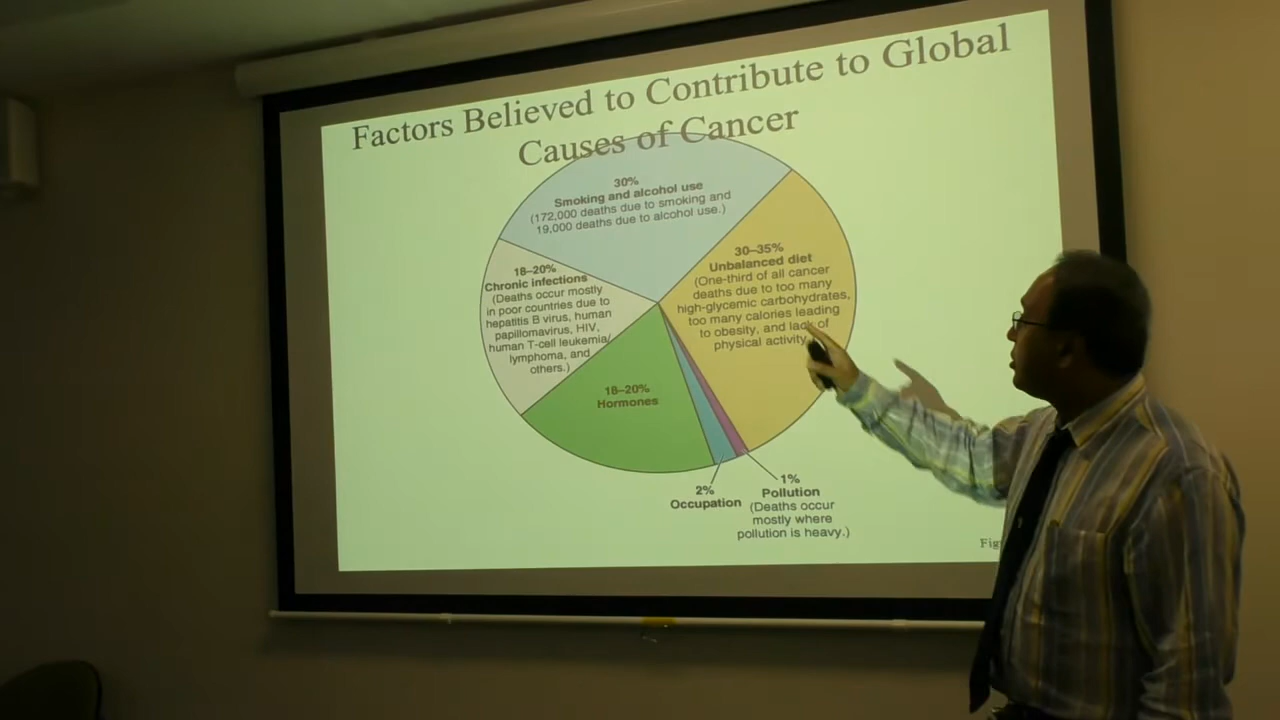 Factors Believed to Contribute to Global
Causes of Cancer
30%
Smoking and alcohol use
(172,000 deaths due to smoking and
19,000 deaths due to alcohol use.)
30–35%
Unbalanced diet
(One-third of all cancer
deaths due to too many
high-glycemic carbohydrates,
too many calories leading
to obesity, and lack of
physical activity
18–20%
Chronic infections
(Deaths occur mostly
in poor countries due to
hepatitis B virus, human
papillomavirus, HIV,
human T-cell leukemia/
lymphoma, and
others.)
18–20%
Hormones
2%
Occupation
1%
Pollution
(Deaths occur
mostly where
pollution is heavy.)